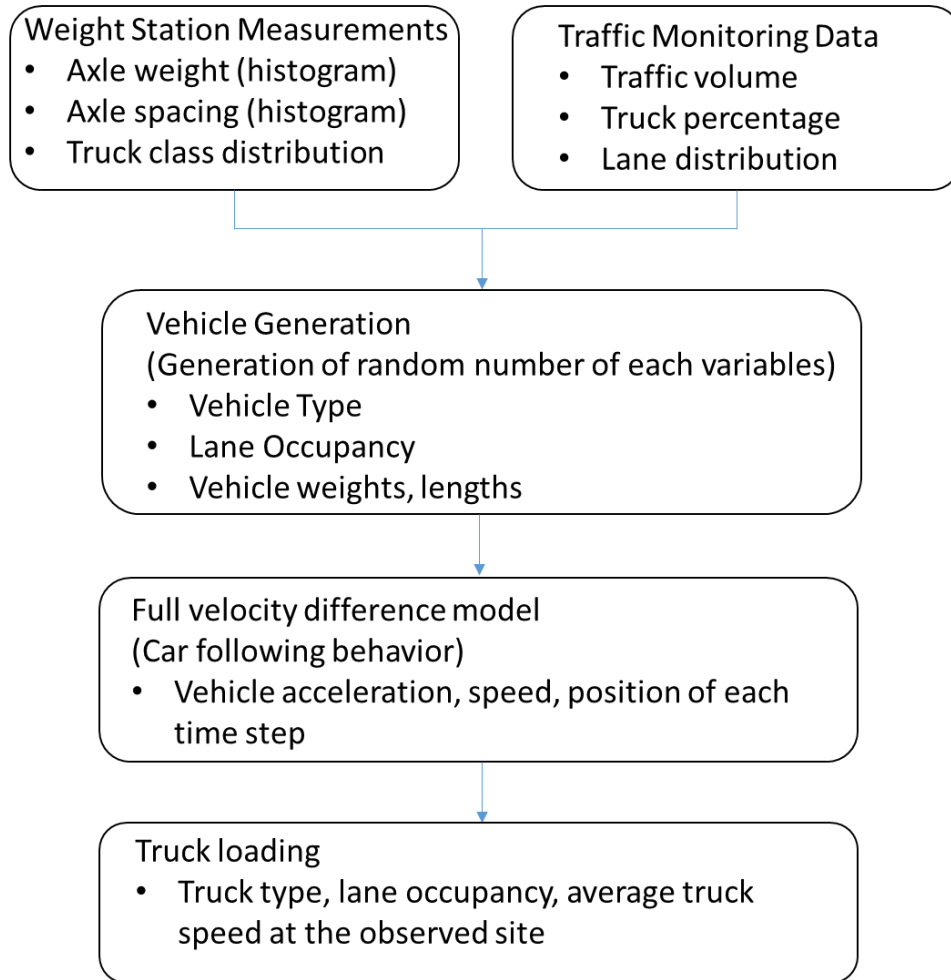 Weight Station Measurements
• Axle weight (histogram)
• Axle spacing (histogram)
• Truck class distribution
Traffic Monitoring Data
• Traffic volume
• Truck percentage
• Lane distribution
Vehicle Generation
(Generation of random number of each variables)
• Vehicle Type
• Lane Occupancy
• Vehicle weights, lengths
Full velocity difference model
(Car following behavior)
• Vehicle acceleration, speed, position of each
time step
Truck loading
• Truck type, lane occupancy, average truck
speed at the observed site